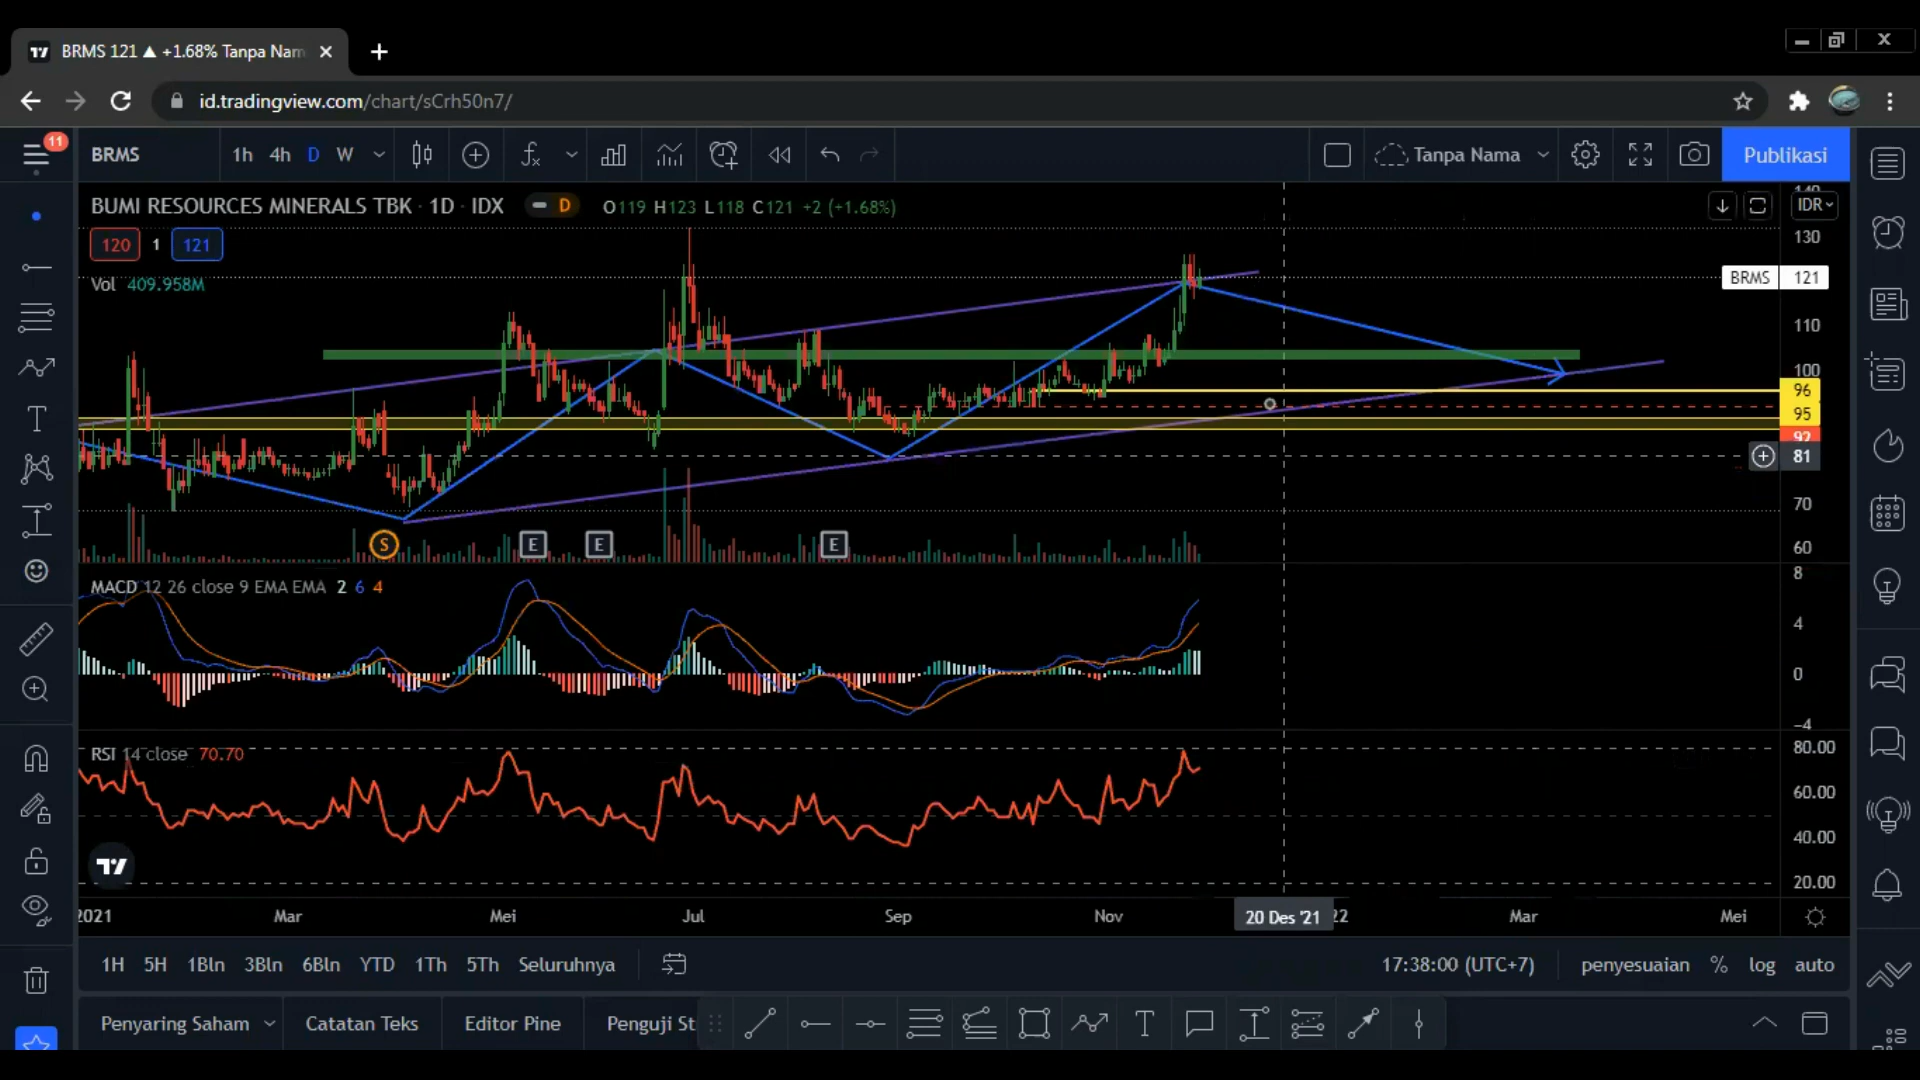 BRMS 121 ▲ +1.68% Tanpa Nam
id.tradingview.com/chart/sCrh50n7/
11
BRMS 1h 4h D W
Tanpa Nama
Publikasi
BUMI RESOURCES MINERALS TBK · 1D · IDX D O119 H123 L118 C121 +2 (+1.68%)
IDR
120 1 121
Vol 409.958M
140
130
BRMS 121
110
100
96
95
92
81
70
60
S E E E
MACD 12 26 close 9 EMA EMA 2 6 4
8
4
0
−4
RSI 14 close 70.70
80.00
60.00
40.00
20.00
2021 Mar Mei Jul Sep Nov 20 Des '21 22 Mar Mei
1H 5H 1Bln 3Bln 6Bln YTD 1Th 5Th Seluruhnya
17:38:00 (UTC+7) penyesuaian % log auto
Penyaring Saham Catatan Teks Editor Pine Penguji St